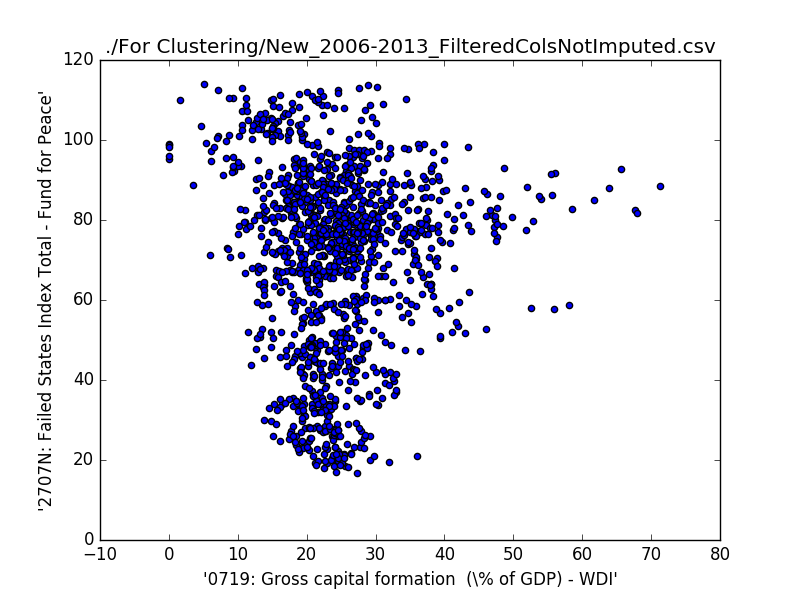 ./For Clustering/New_2006-2013_FilteredColsNotImputed.csv
'2707N: Failed States Index Total - Fund for Peace'
120
100
80
60
40
20
0
−10 0 10 20 30 40 50 60 70 80
'0719: Gross capital formation  (\% of GDP) - WDI'